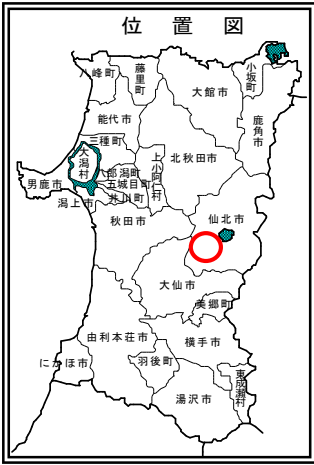 位 置 図
八峰町
藤里町
小坂町
大館市
鹿角市
能代市
三種町
大潟村
上小阿仁村
北秋田市
八郎潟町
五城目町
男鹿市
井川町
潟上市
秋田市
仙北市
大仙市
美郷町
由利本荘市
横手市
にかほ市
羽後町
東成瀬村
湯沢市